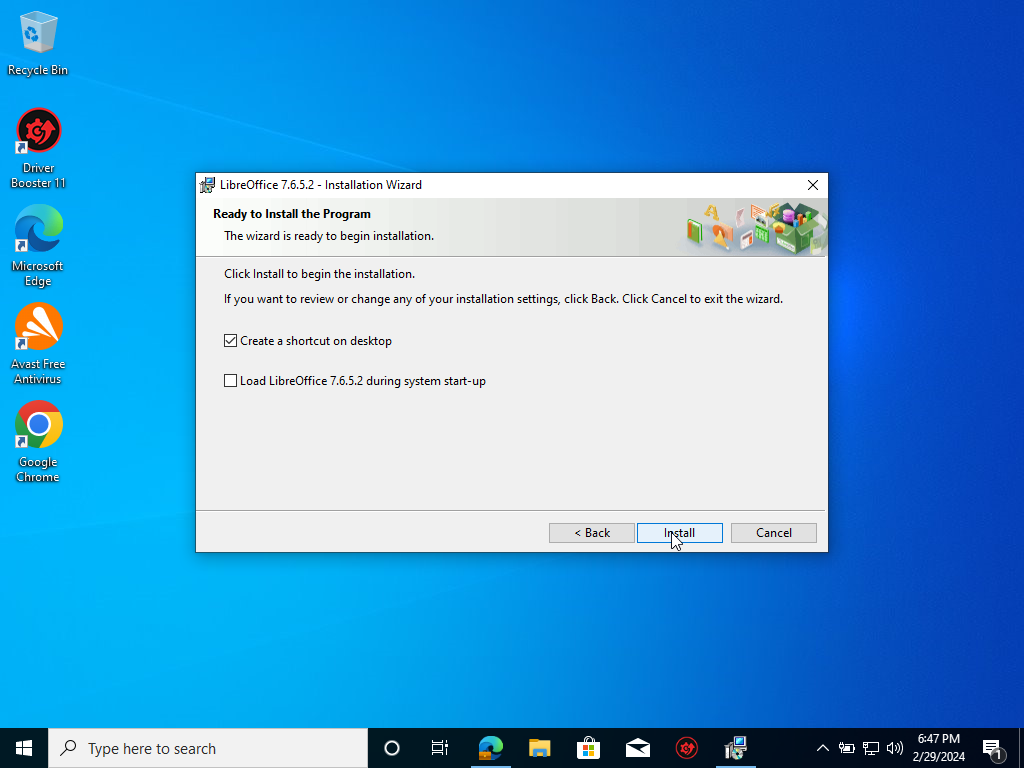 Recycle Bin
Driver
Booster 11
Microsoft
Edge
Avast Free
Antivirus
Google
Chrome
LibreOffice 7.6.5.2 - Installation Wizard
Ready to Install the Program
The wizard is ready to begin installation.
Click Install to begin the installation.
If you want to review or change any of your installation settings, click Back. Click Cancel to exit the wizard.
Create a shortcut on desktop
Load LibreOffice 7.6.5.2 during system start-up
< Back
Install
Cancel
Type here to search
6:47 PM
2/29/2024
1